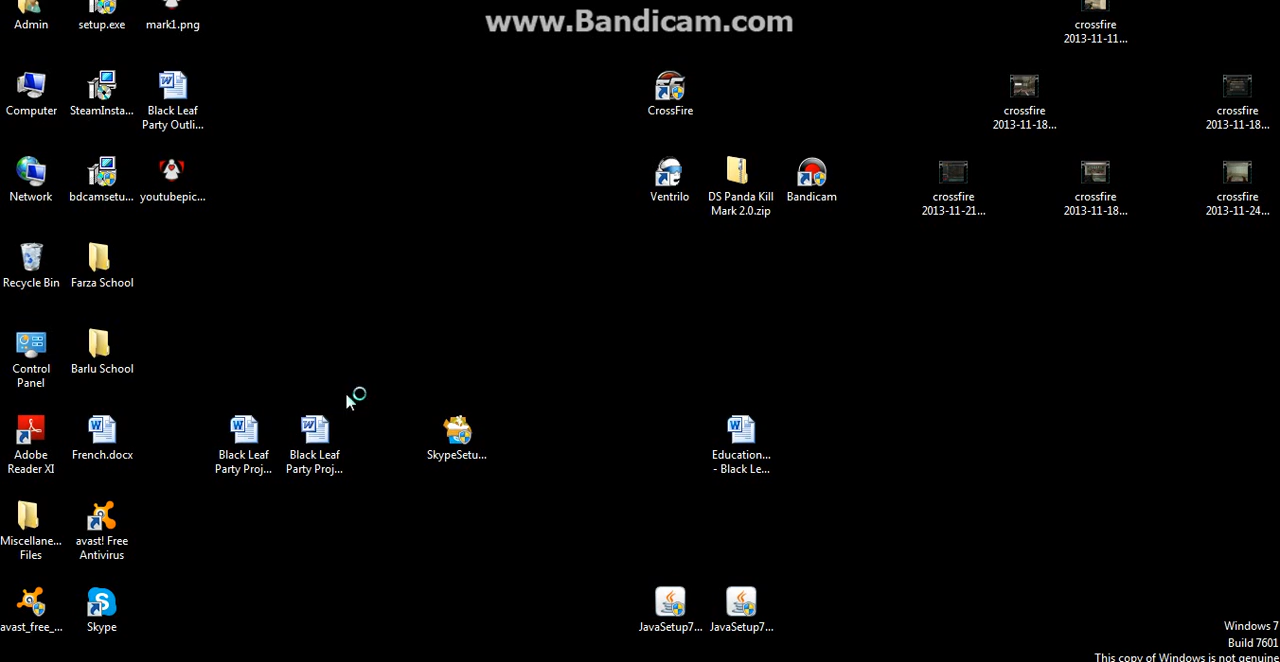 www.Bandicam.com
Admin
setup.exe
mark1.png
crossfire
2013-11-11...
Computer
SteamInsta...
Black Leaf
Party Outli...
CrossFire
crossfire
2013-11-18...
crossfire
2013-11-18...
Network
bdcamsetu...
youtubepic...
Ventrilo
DS Panda Kill
Mark 2.0.zip
Bandicam
crossfire
2013-11-21...
crossfire
2013-11-18...
crossfire
2013-11-24...
Recycle Bin
Farza School
Control
Panel
Barlu School
Adobe
Reader XI
French.docx
Black Leaf
Party Proj...
Black Leaf
Party Proj...
SkypeSetu...
Education...
- Black Le...
Miscellane...
Files
avast! Free
Antivirus
avast_free_...
Skype
JavaSetup7...
JavaSetup7...
Windows 7
Build 7601
This copy of Windows is not genuine